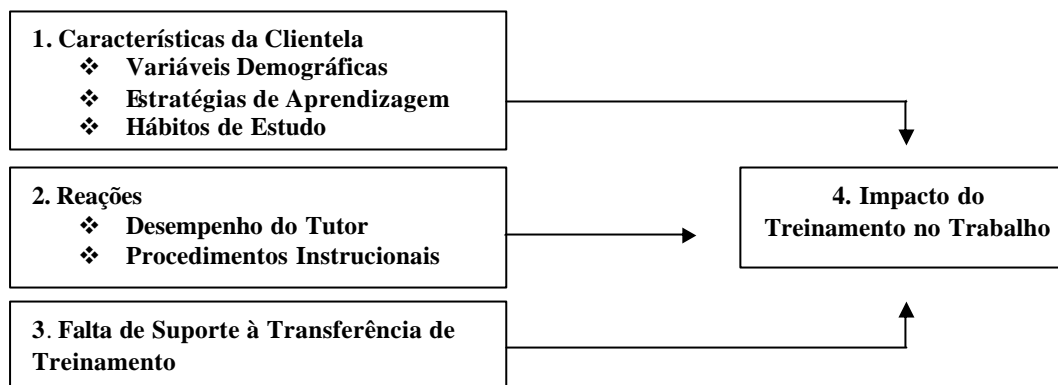 1. Características da Clientela
❖ Variáveis Demográficas
❖ Estratégias de Aprendizagem
❖ Hábitos de Estudo
2. Reações
❖ Desempenho do Tutor
❖ Procedimentos Instrucionais
3. Falta de Suporte à Transferência de
Treinamento
4. Impacto do
Treinamento no Trabalho